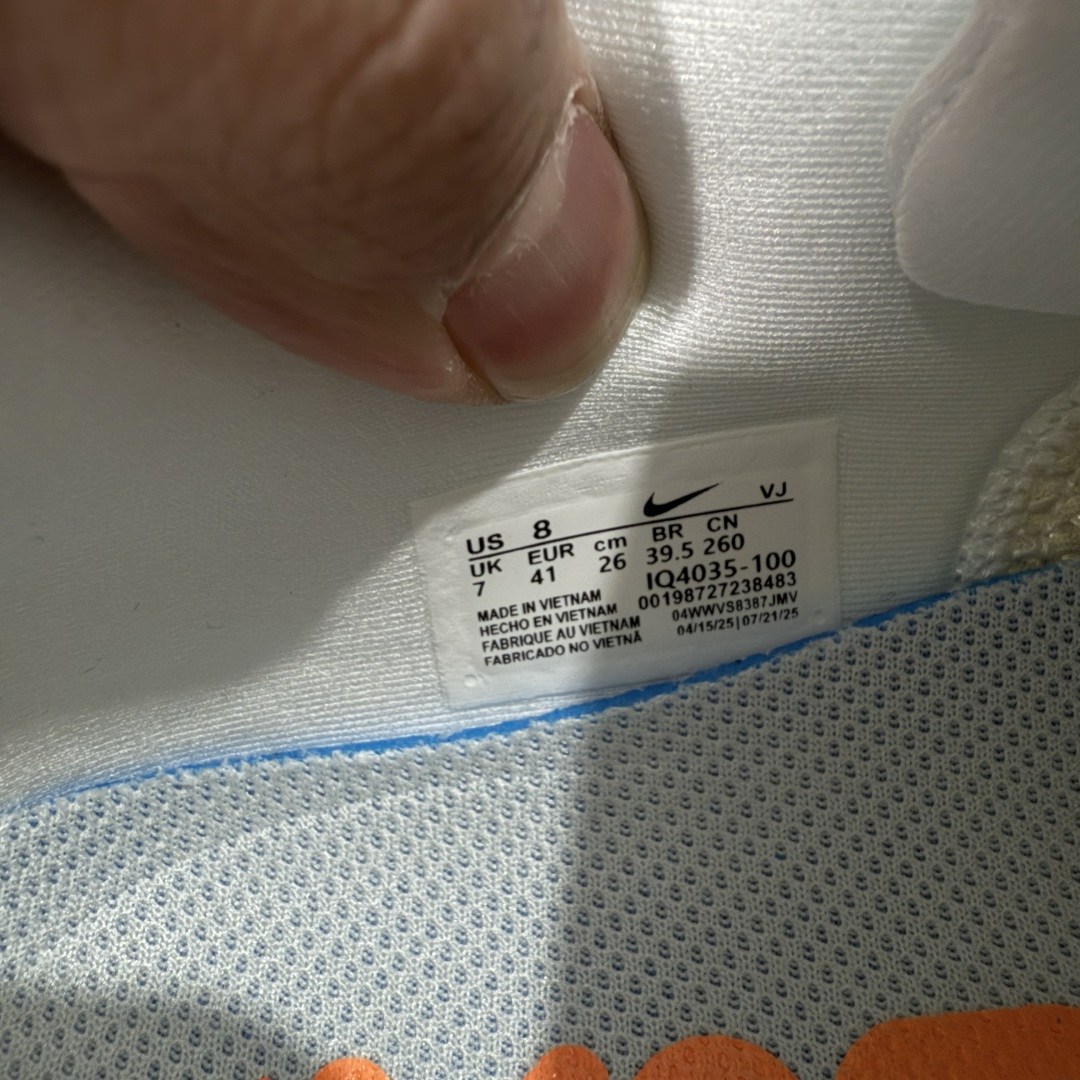 US 8 VJ
UK EUR cm BR CN
7 41 26 39.5 260
IQ4035-100
00198727238483
04WWVS8387JMV
04/15/25|07/21/25
MADE IN VIETNAM
HECHO EN VIETNAM
FABRIQUE AU VIETNAM
FABRICADO NO VIETNÃ